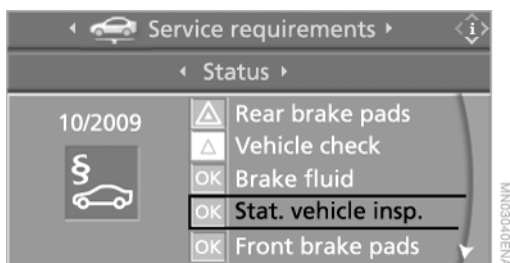 Service requirements
i
Status
10/2009
§
Rear brake pads
Vehicle check
OK Brake fluid
OK Stat. vehicle insp.
OK Front brake pads
MN03040ENA